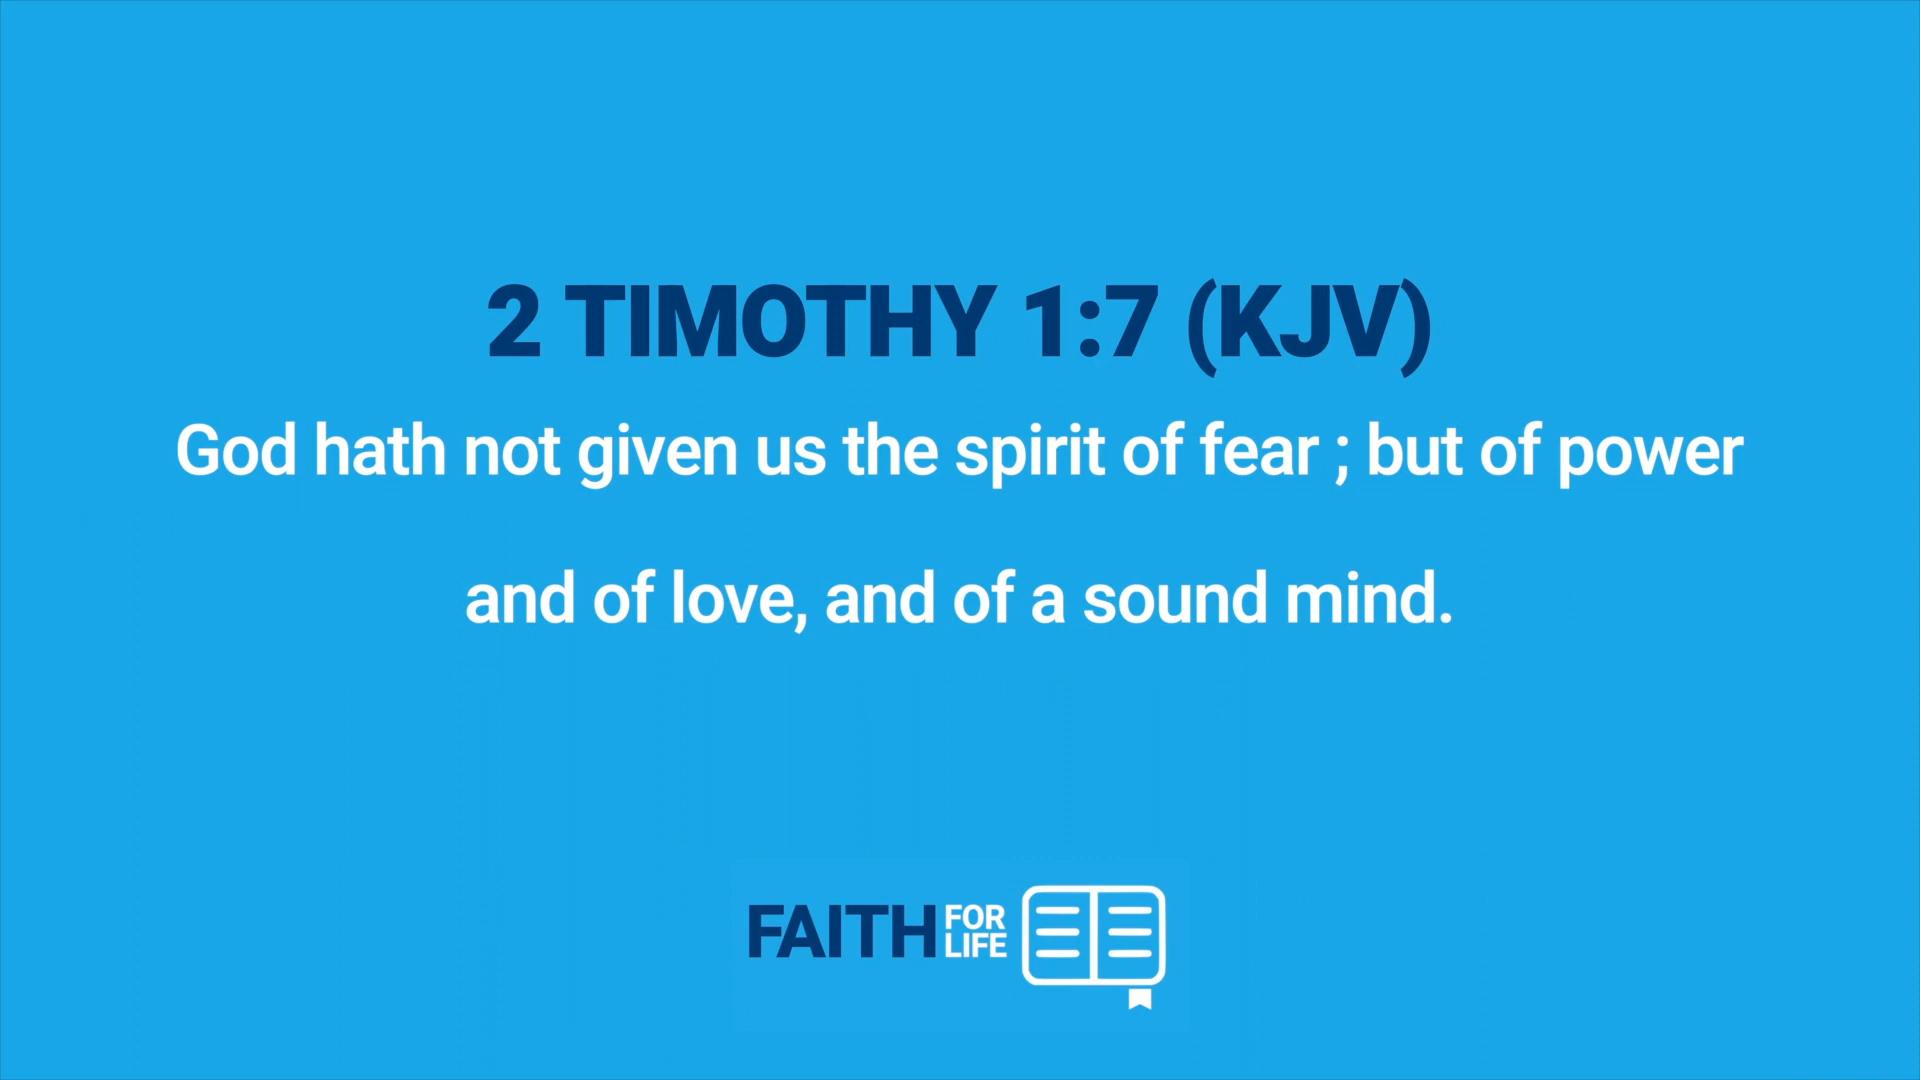 2 TIMOTHY 1:7 (KJV)
God hath not given us the spirit of fear ; but of power
and of love, and of a sound mind.
FAITH FOR
LIFE